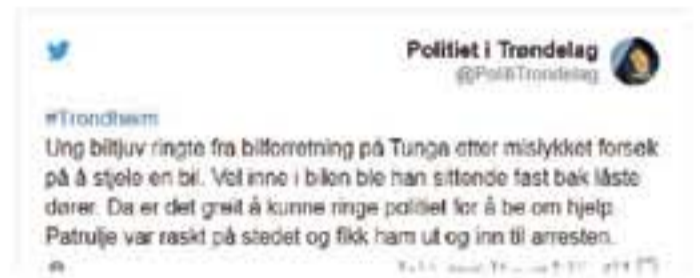 Politiet i Trøndelag
@PolitiTrondelag
#Trondheim
Ung biltjuv ringte fra bilforretning på Tunga etter mislykket forsøk
på å stjele en bil. Vel inne i bilen ble han sittende fast bak låste
dører. Da er det greit å kunne ringe politiet for å be om hjelp.
Patrulje var raskt på stedet og fikk ham ut og inn til arresten.